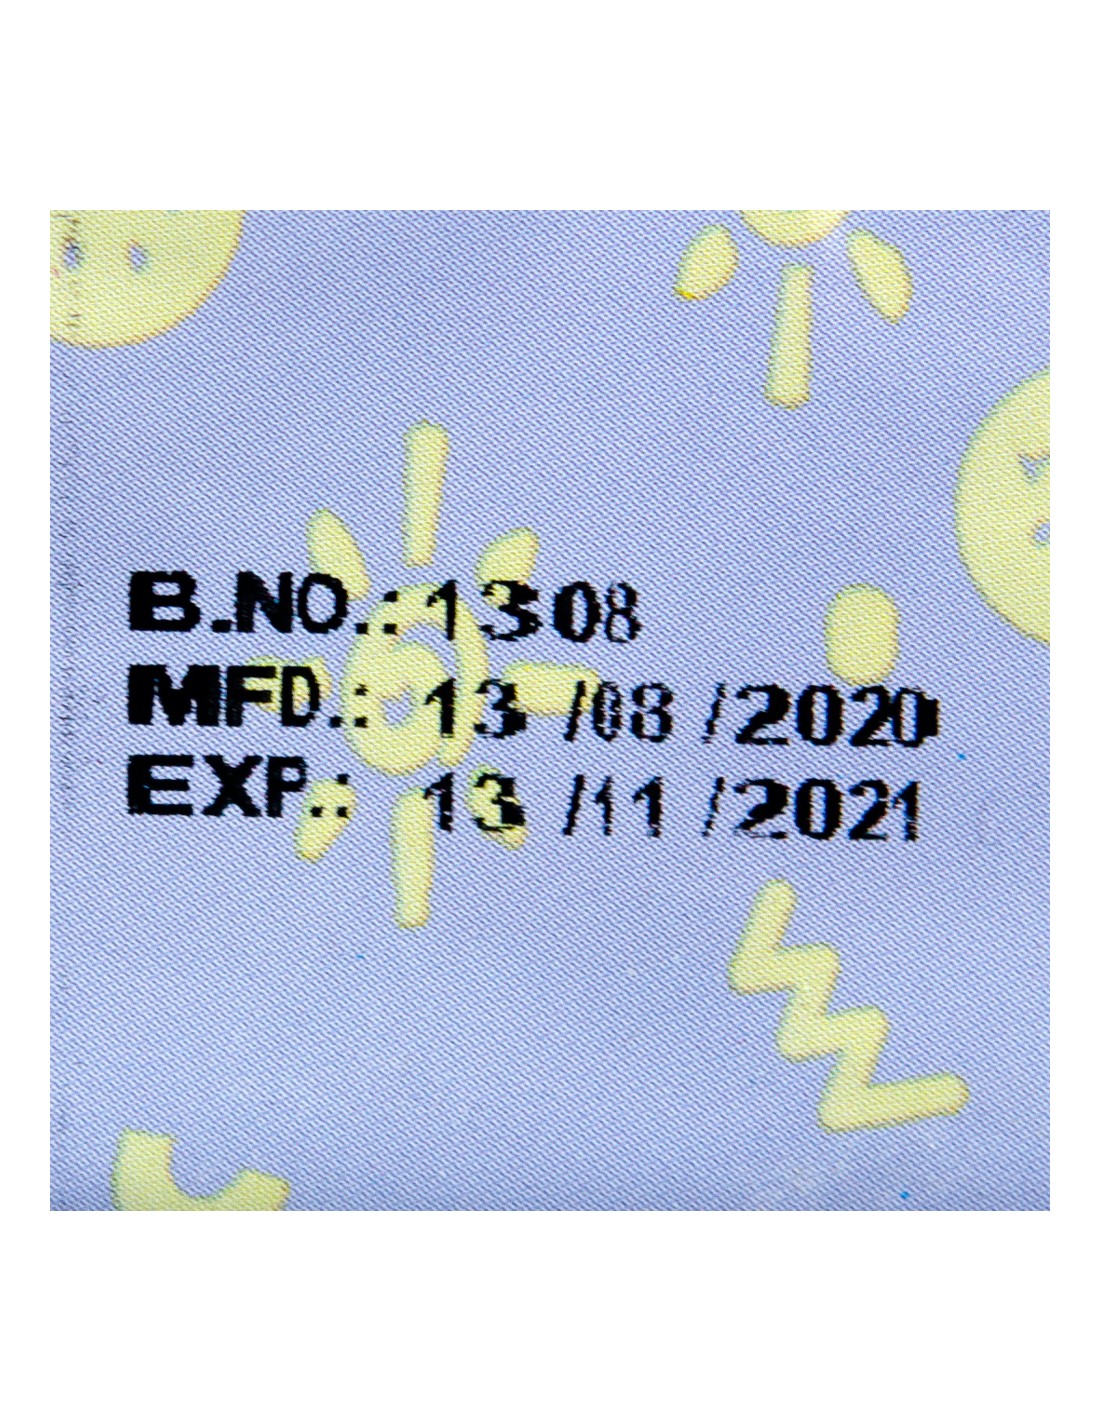 B.NO.: 1308
MFD.: 13 /08 /2020
EXP.: 13 /11 /2021